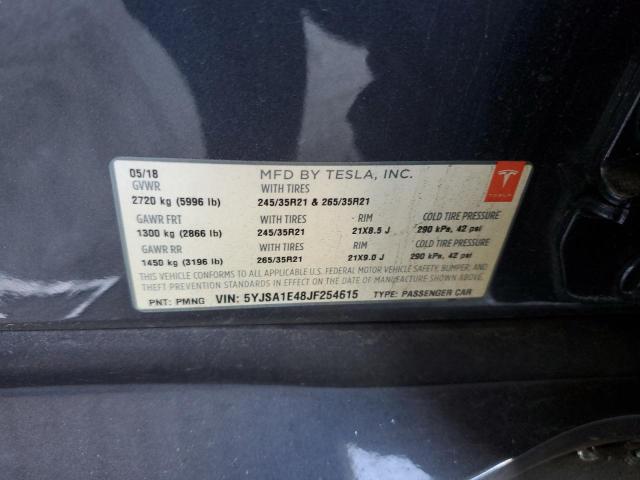 05/18 MFD BY TESLA, INC.
GVWR WITH TIRES
2720 kg (5996 lb) 245/35R21 & 265/35R21
GAWR FRT WITH TIRES RIM COLD TIRE PRESSURE
1300 kg (2866 lb) 245/35R21 21X8.5 J 290 kPa, 42 psi
GAWR RR WITH TIRES RIM COLD TIRE PRESSURE
1450 kg (3196 lb) 265/35R21 21X9.0 J 290 kPa, 42 psi
THIS VEHICLE CONFORMS TO ALL APPLICABLE U.S. FEDERAL MOTOR VEHICLE SAFETY, BUMPER, AND
THEFT PREVENTION STANDARDS IN EFFECT ON THE DATE OF MANUFACTURE SHOWN ABOVE.
PNT: PMNG VIN: 5YJSA1E48JF254615 TYPE: PASSENGER CAR
TESLA